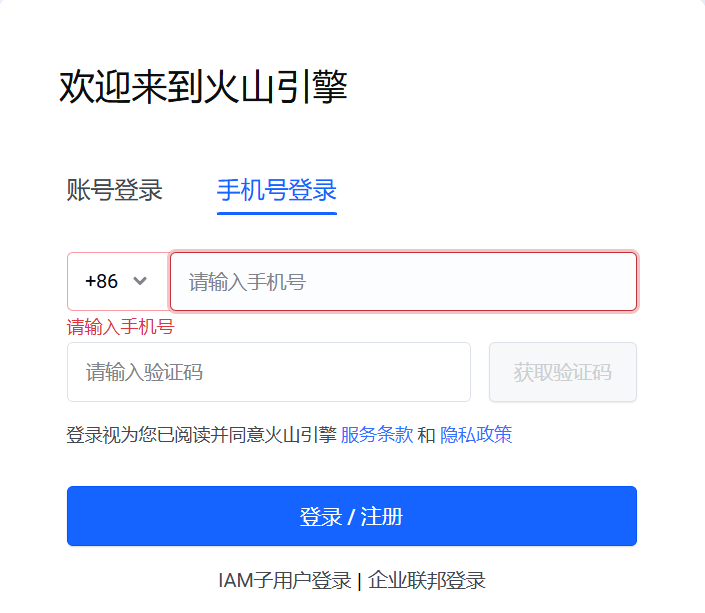 欢迎来到火山引擎
账号登录 手机号登录
+86 请输入手机号
请输入手机号
请输入验证码 获取验证码
登录视为您已阅读并同意火山引擎 服务条款 和 隐私政策
登录 / 注册
IAM子用户登录 | 企业联邦登录